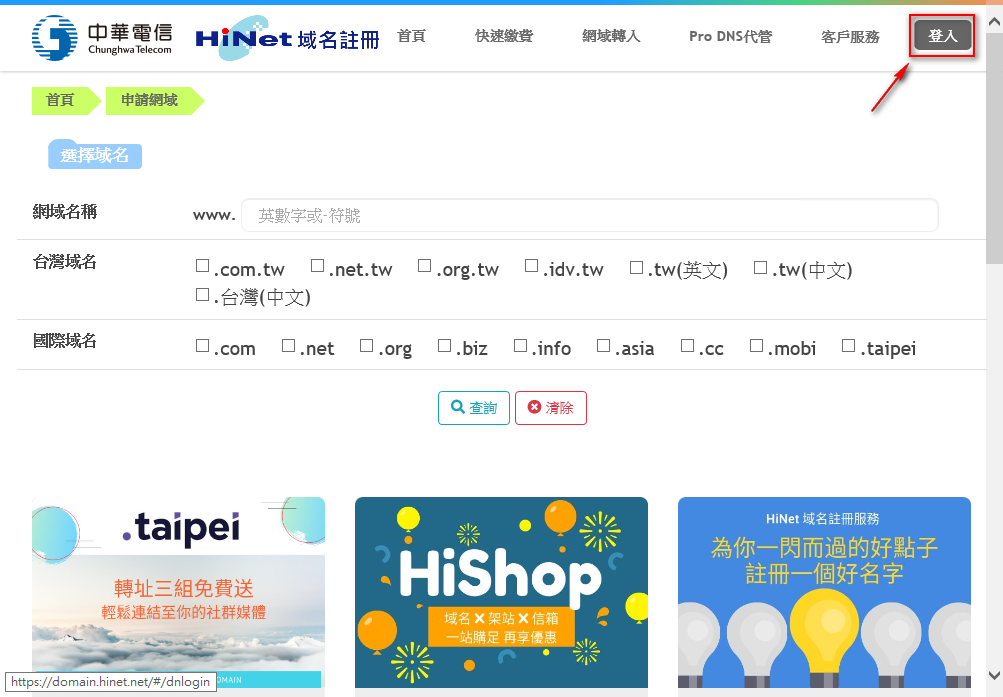 中華電信
Chunghwa Telecom
HiNet 域名註冊
首頁
快速繳費
網域轉入
Pro DNS代管
客戶服務
登入
首頁
申請網域
選擇域名
網域名稱
www.
英數字或-符號
台灣域名
.com.tw .net.tw .org.tw .idv.tw .tw(英文) .tw(中文)
.台灣(中文)
國際域名
.com .net .org .biz .info .asia .cc .mobi .taipei
查詢
清除
.taipei
轉址三組免費送
輕鬆連結至你的社群媒體
OMAIN
HiShop
域名✕架站✕信箱
一站購足 再享優惠
HiNet 域名註冊服務
為你一閃而過的好點子
註冊一個好名字
https://domain.hinet.net/#/dnlogin